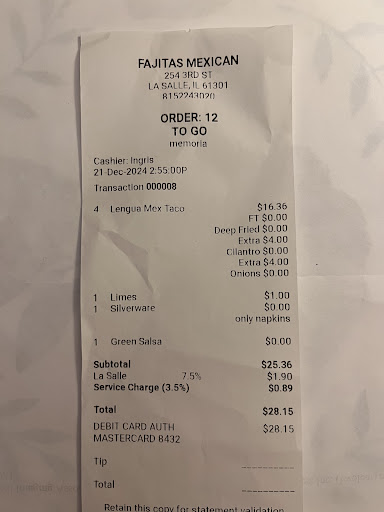 FAJITAS MEXICAN
254 3RD ST
LA SALLE, IL 61301
8152243020
ORDER: 12
TO GO
memoria
Cashier: Ingris
21-Dec-2024 2:55:00P
Transaction 000008
4 Lengua Mex Taco $16.36
FT $0.00
Deep Fried $0.00
Extra $4.00
Cilantro $0.00
Extra $4.00
Onions $0.00
1 Limes $1.00
1 Silverware $0.00
only napkins
1 Green Salsa $0.00
Subtotal $25.36
La Salle 7.5% $1.90
Service Charge (3.5%) $0.89
Total $28.15
DEBIT CARD AUTH $28.15
MASTERCARD 8432
Tip
Total
Retain this copy for statement validation